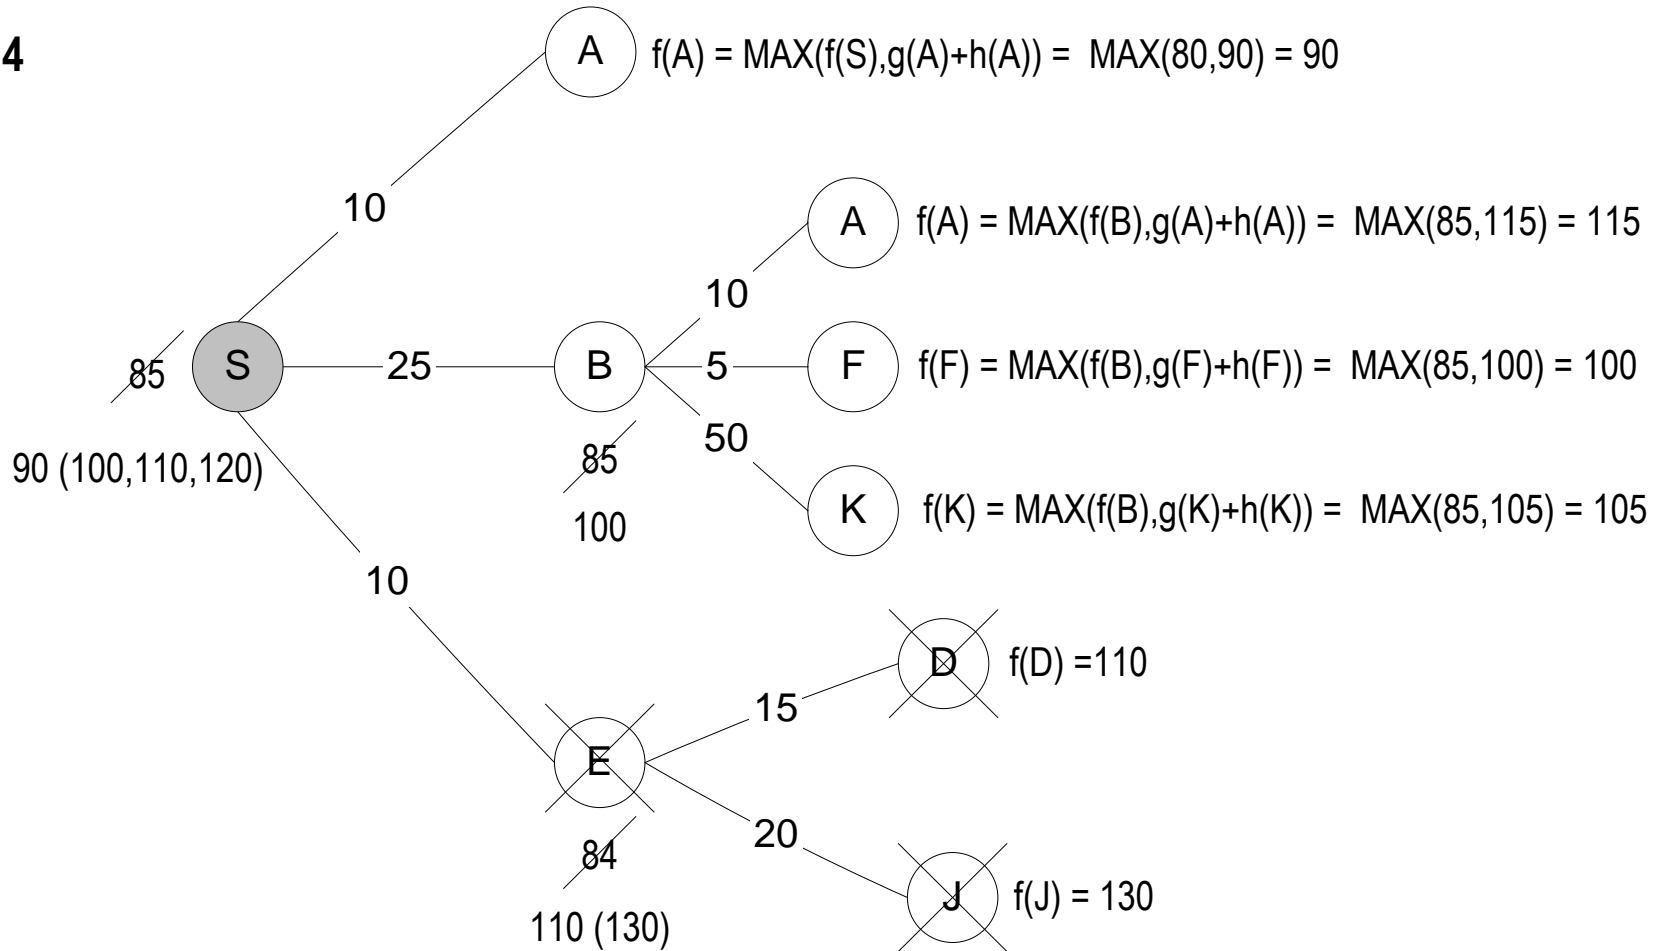 4
A f(A) = MAX(f(S),g(A)+h(A)) = MAX(80,90) = 90
10
A f(A) = MAX(f(B),g(A)+h(A)) = MAX(85,115) = 115
10
85 S 25 B 5 F f(F) = MAX(f(B),g(F)+h(F)) = MAX(85,100) = 100
50
85
90 (100,110,120)
K f(K) = MAX(f(B),g(K)+h(K)) = MAX(85,105) = 105
100
10
D f(D) =110
15
E
20
84
J f(J) = 130
110 (130)